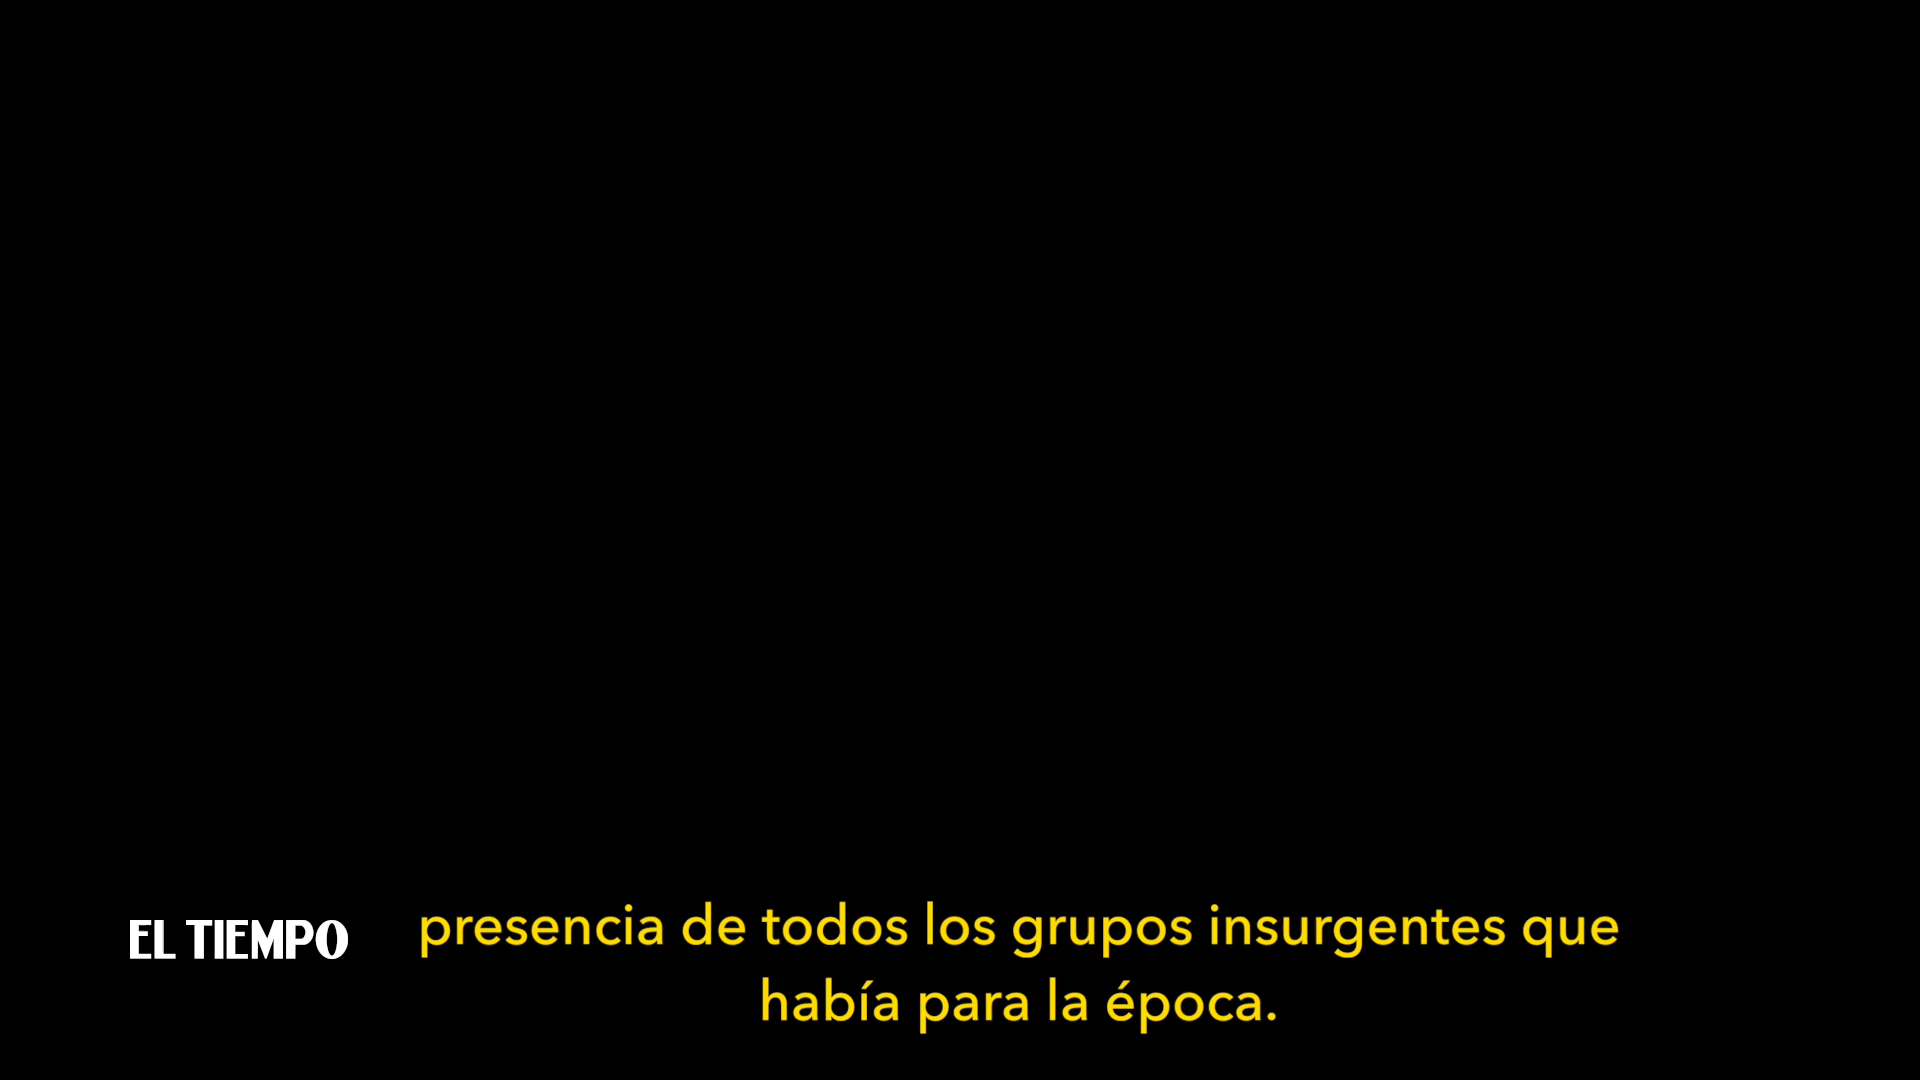 EL TIEMPO
presencia de todos los grupos insurgentes que
había para la época.